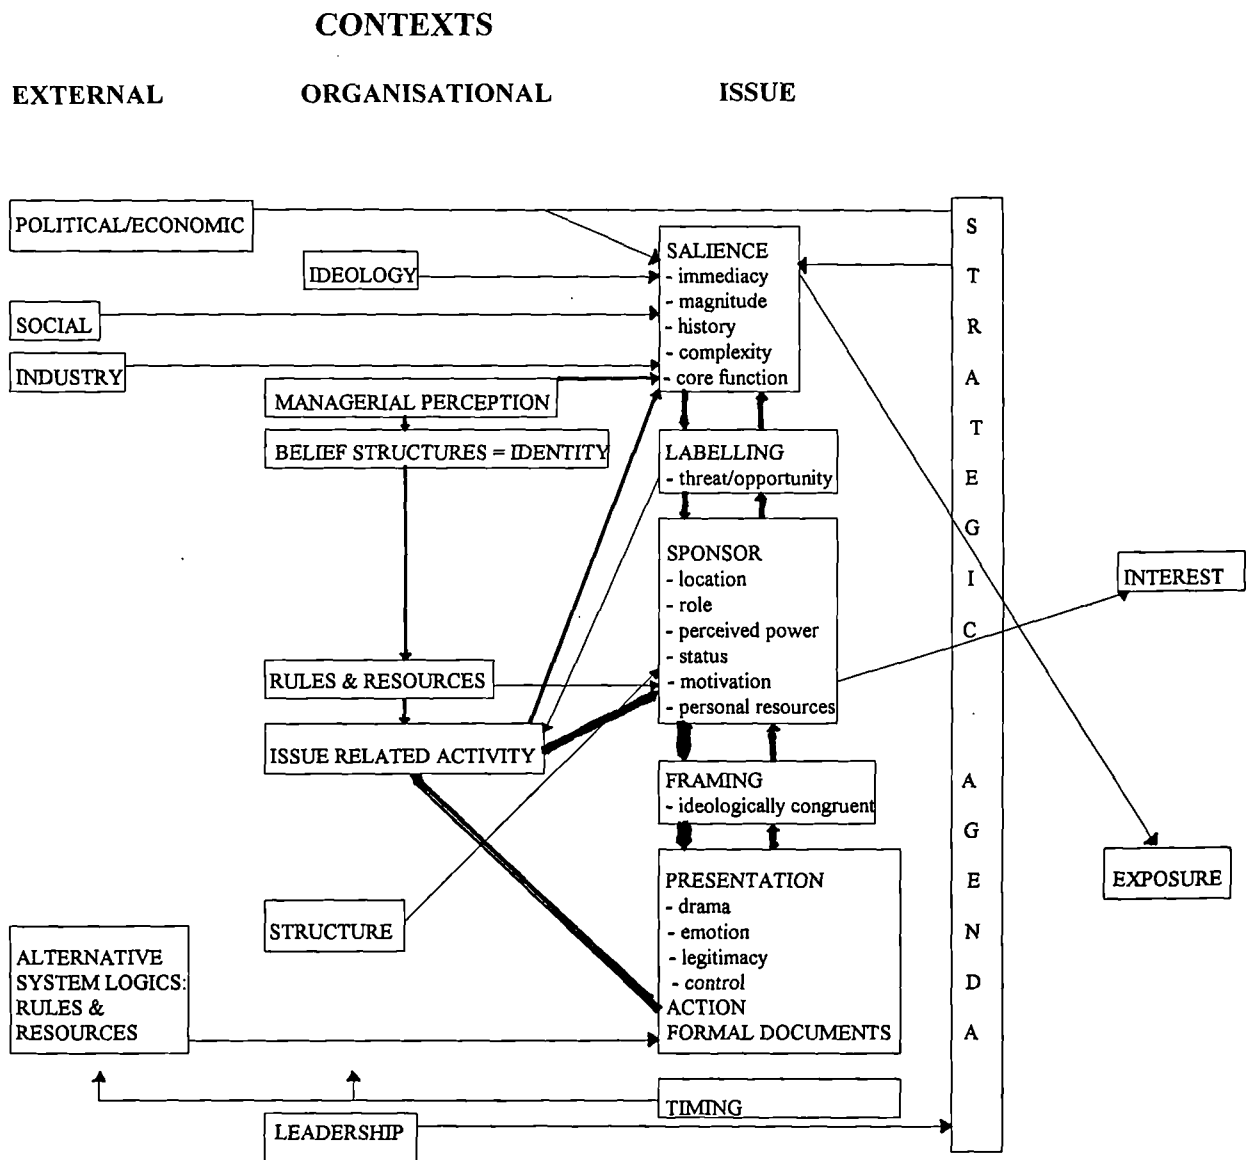 CONTEXTS
EXTERNAL ORGANISATIONAL ISSUE
POLITICAL/ECONOMIC
SOCIAL
INDUSTRY
ALTERNATIVE
SYSTEM LOGICS:
RULES &
RESOURCES
IDEOLOGY
MANAGERIAL PERCEPTION
BELIEF STRUCTURES = IDENTITY
RULES & RESOURCES
ISSUE RELATED ACTIVITY
STRUCTURE
LEADERSHIP
SALIENCE
- immediacy
- magnitude
- history
- complexity
- core function
LABELLING
- threat/opportunity
SPONSOR
- location
- role
- perceived power
- status
- motivation
- personal resources
FRAMING
- ideologically congruent
PRESENTATION
- drama
- emotion
- legitimacy
- control
ACTION
FORMAL DOCUMENTS
TIMING
S
T
R
A
T
E
G
I
C
A
G
E
N
D
A
INTEREST
EXPOSURE